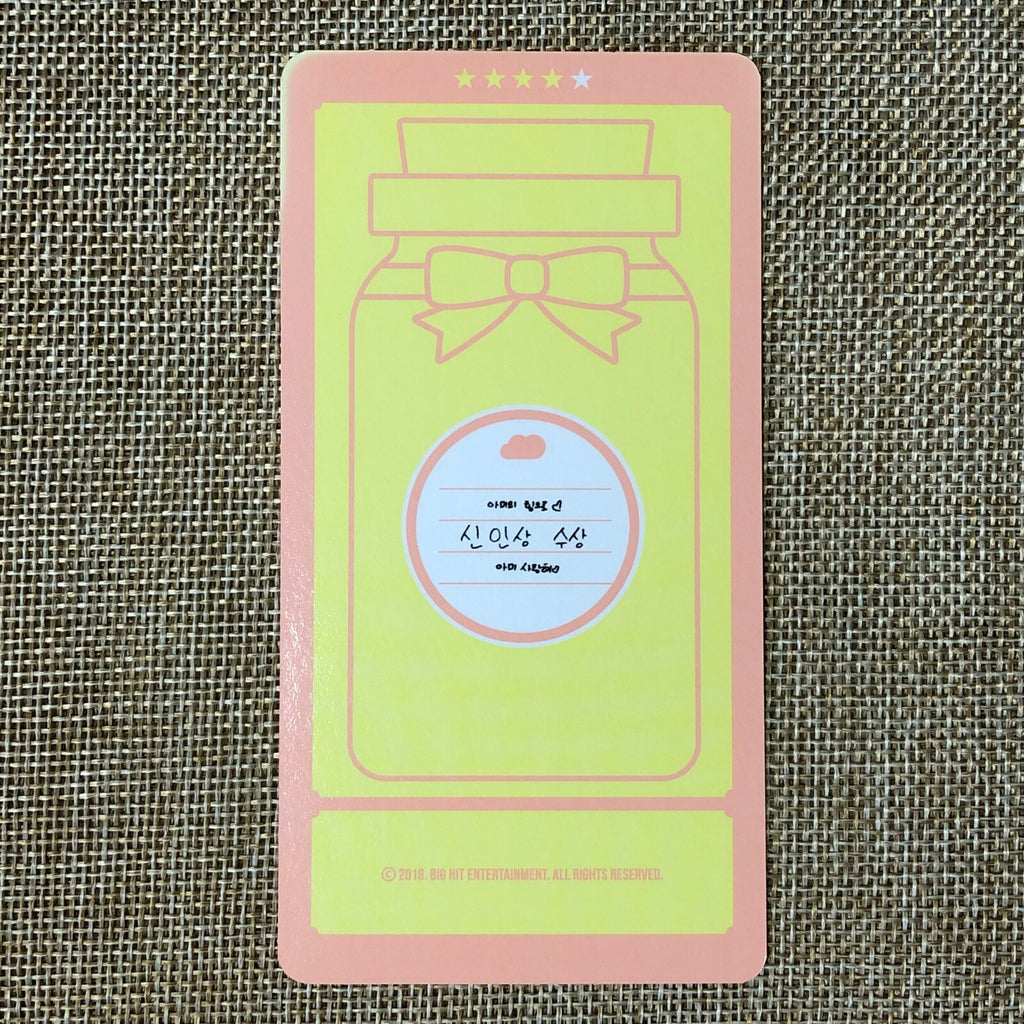 아미의 힘으로
신인상 수상
아미 사랑해
© 2018. BIG HIT ENTERTAINMENT. ALL RIGHTS RESERVED.